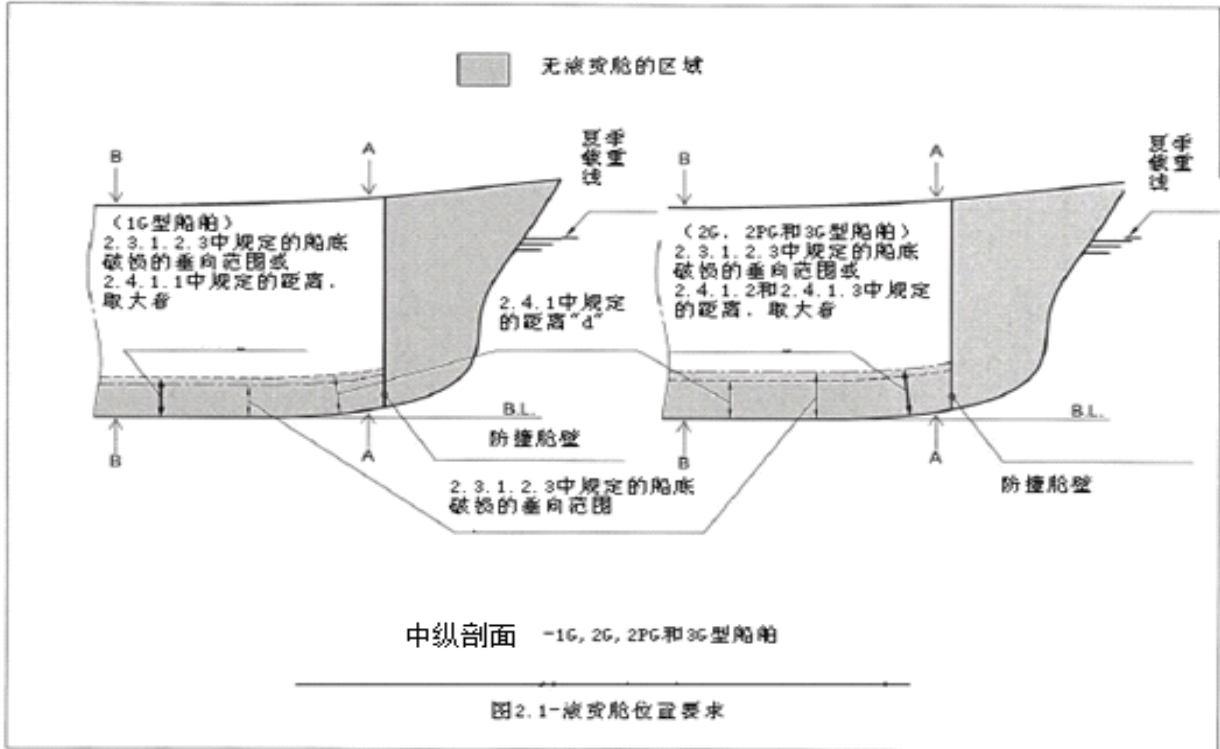 无液货舱的区域
夏季
载重
线
B
A
(1G型船舶)
2.3.1.2.3中规定的船底
破损的垂向范围或
2.4.1.1中规定的距离，
取大者
2.4.1中规定
的距离"d"
B.L.
防撞舱壁
B
A
2.3.1.2.3中规定的船底
破损的垂向范围
夏季
载重
线
B
A
(2G，2PG和3G型船舶)
2.3.1.2.3中规定的船底
破损的垂向范围或
2.4.1.2和2.4.1.3中规定
的距离，取大者
B.L.
B
A
防撞舱壁
中纵剖面 -1G,2G,2PG和3G型船舶
图2.1-液货舱位置要求